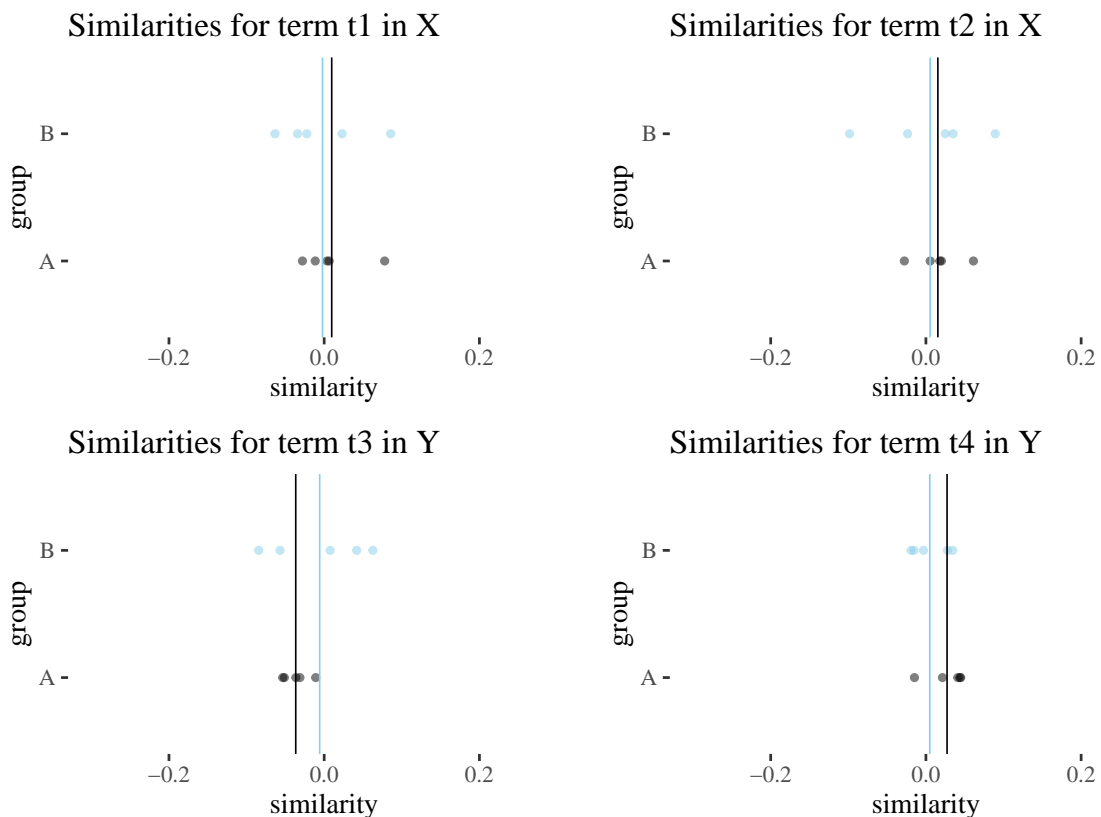 Similarities for term t1 in X
B
A
group
−0.2 0.0 0.2
similarity
Similarities for term t2 in X
B
A
group
−0.2 0.0 0.2
similarity
Similarities for term t3 in Y
B
A
group
−0.2 0.0 0.2
similarity
Similarities for term t4 in Y
B
A
group
−0.2 0.0 0.2
similarity